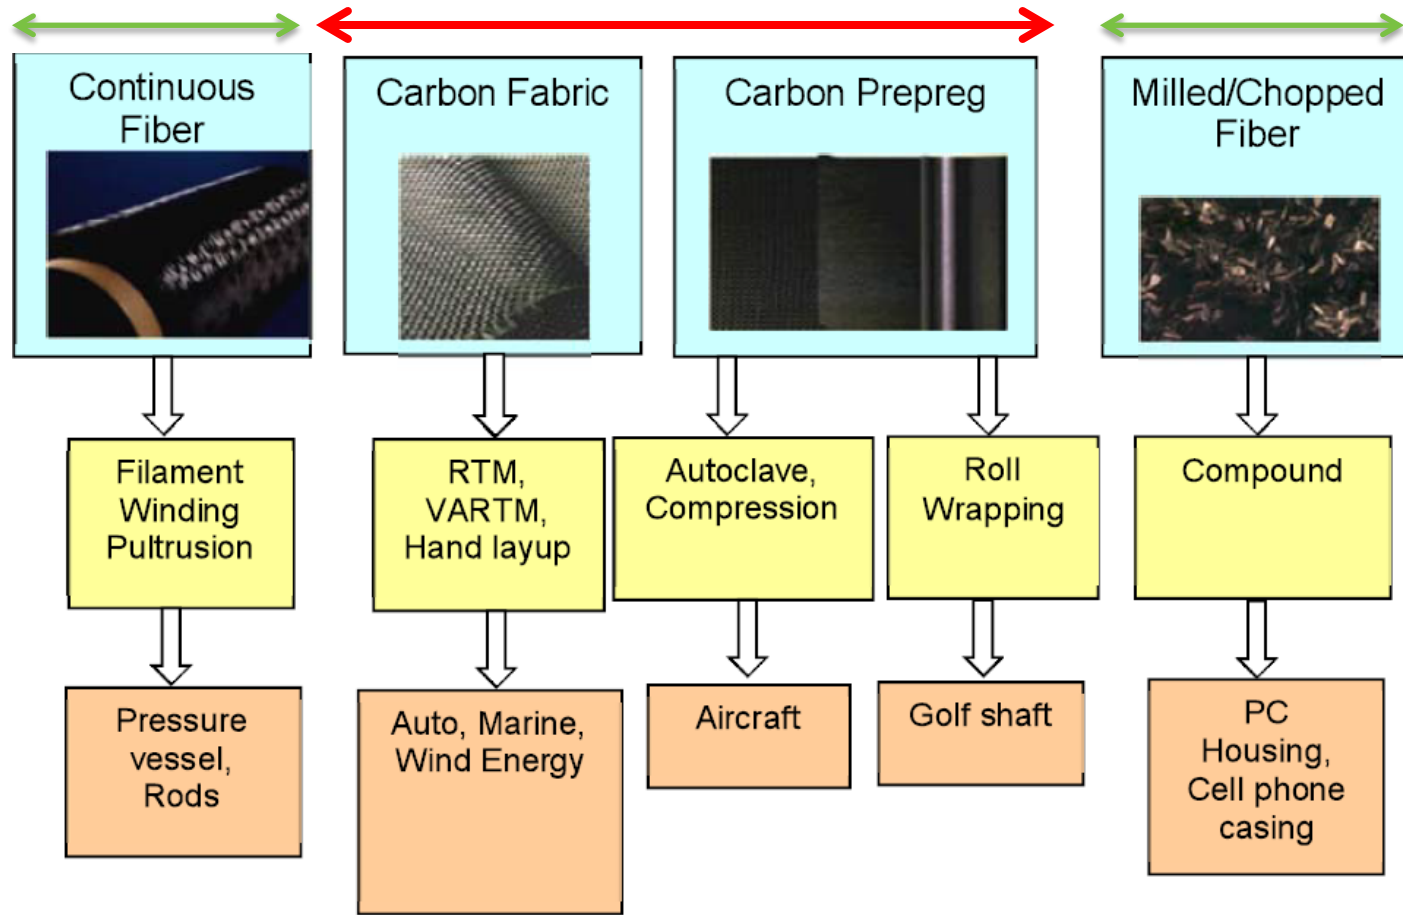 Continuous
Fiber
Carbon Fabric
Carbon Prepreg
Milled/Chopped
Fiber
Filament
Winding
Pultrusion
RTM,
VARTM,
Hand layup
Autoclave,
Compression
Roll
Wrapping
Compound
Pressure
vessel,
Rods
Auto, Marine,
Wind Energy
Aircraft
Golf shaft
PC
Housing,
Cell phone
casing